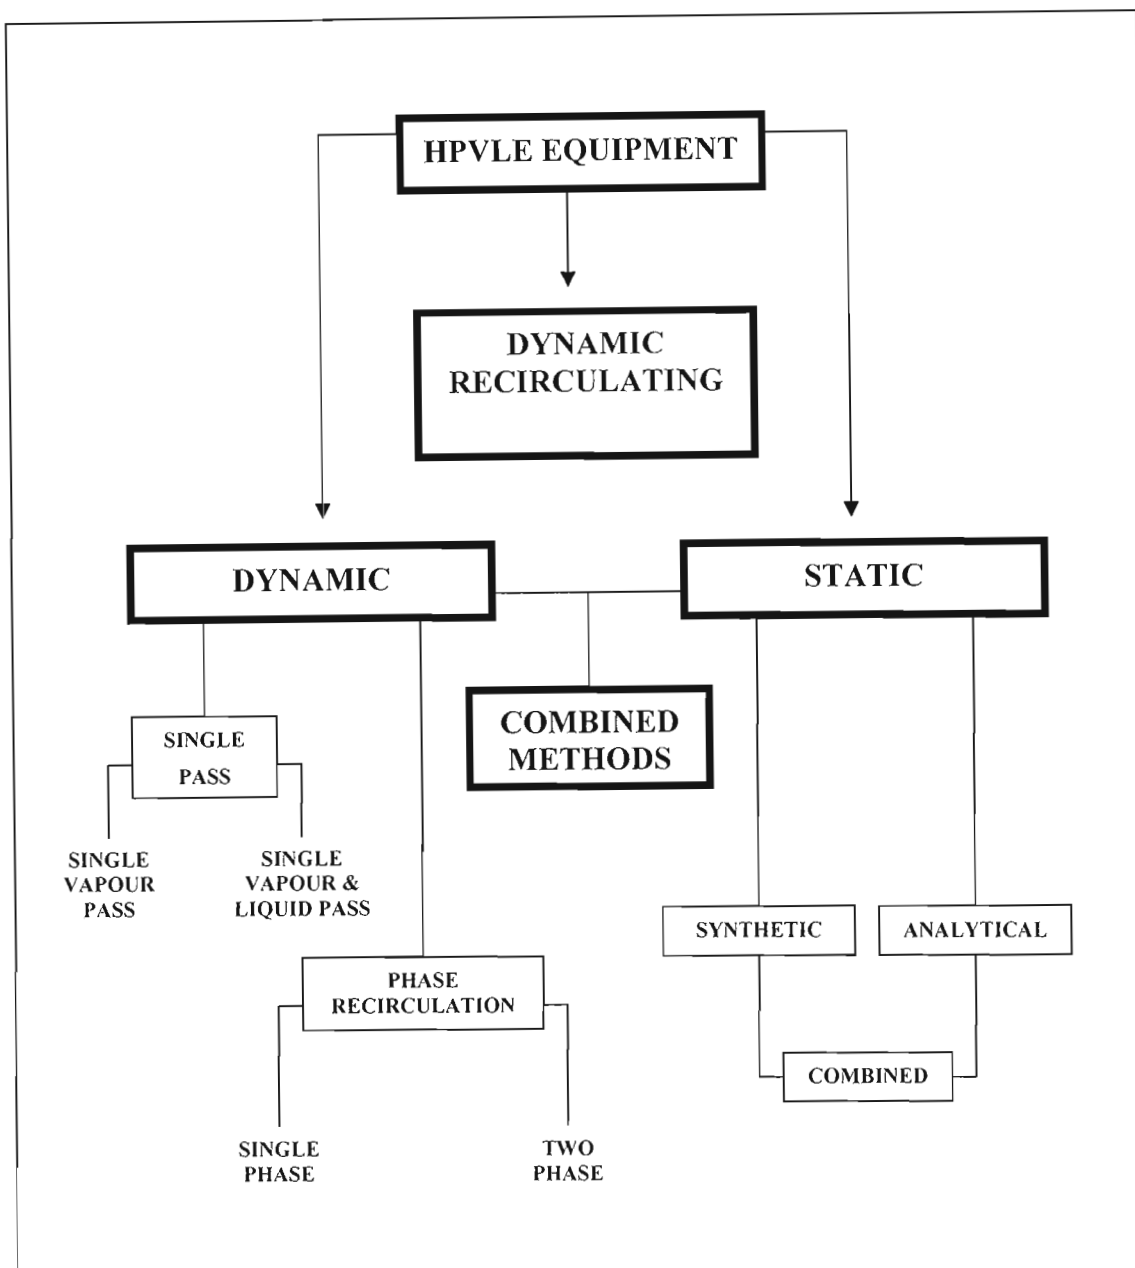 HPVLE EQUIPMENT
DYNAMIC
RECIRCULATING
DYNAMIC
STATIC
COMBINED
METHODS
SINGLE
PASS
SINGLE
VAPOUR
PASS
SINGLE
VAPOUR &
LIQUID PASS
SYNTHETIC
ANALYTICAL
PHASE
RECIRCULATION
COMBINED
SINGLE
PHASE
TWO
PHASE